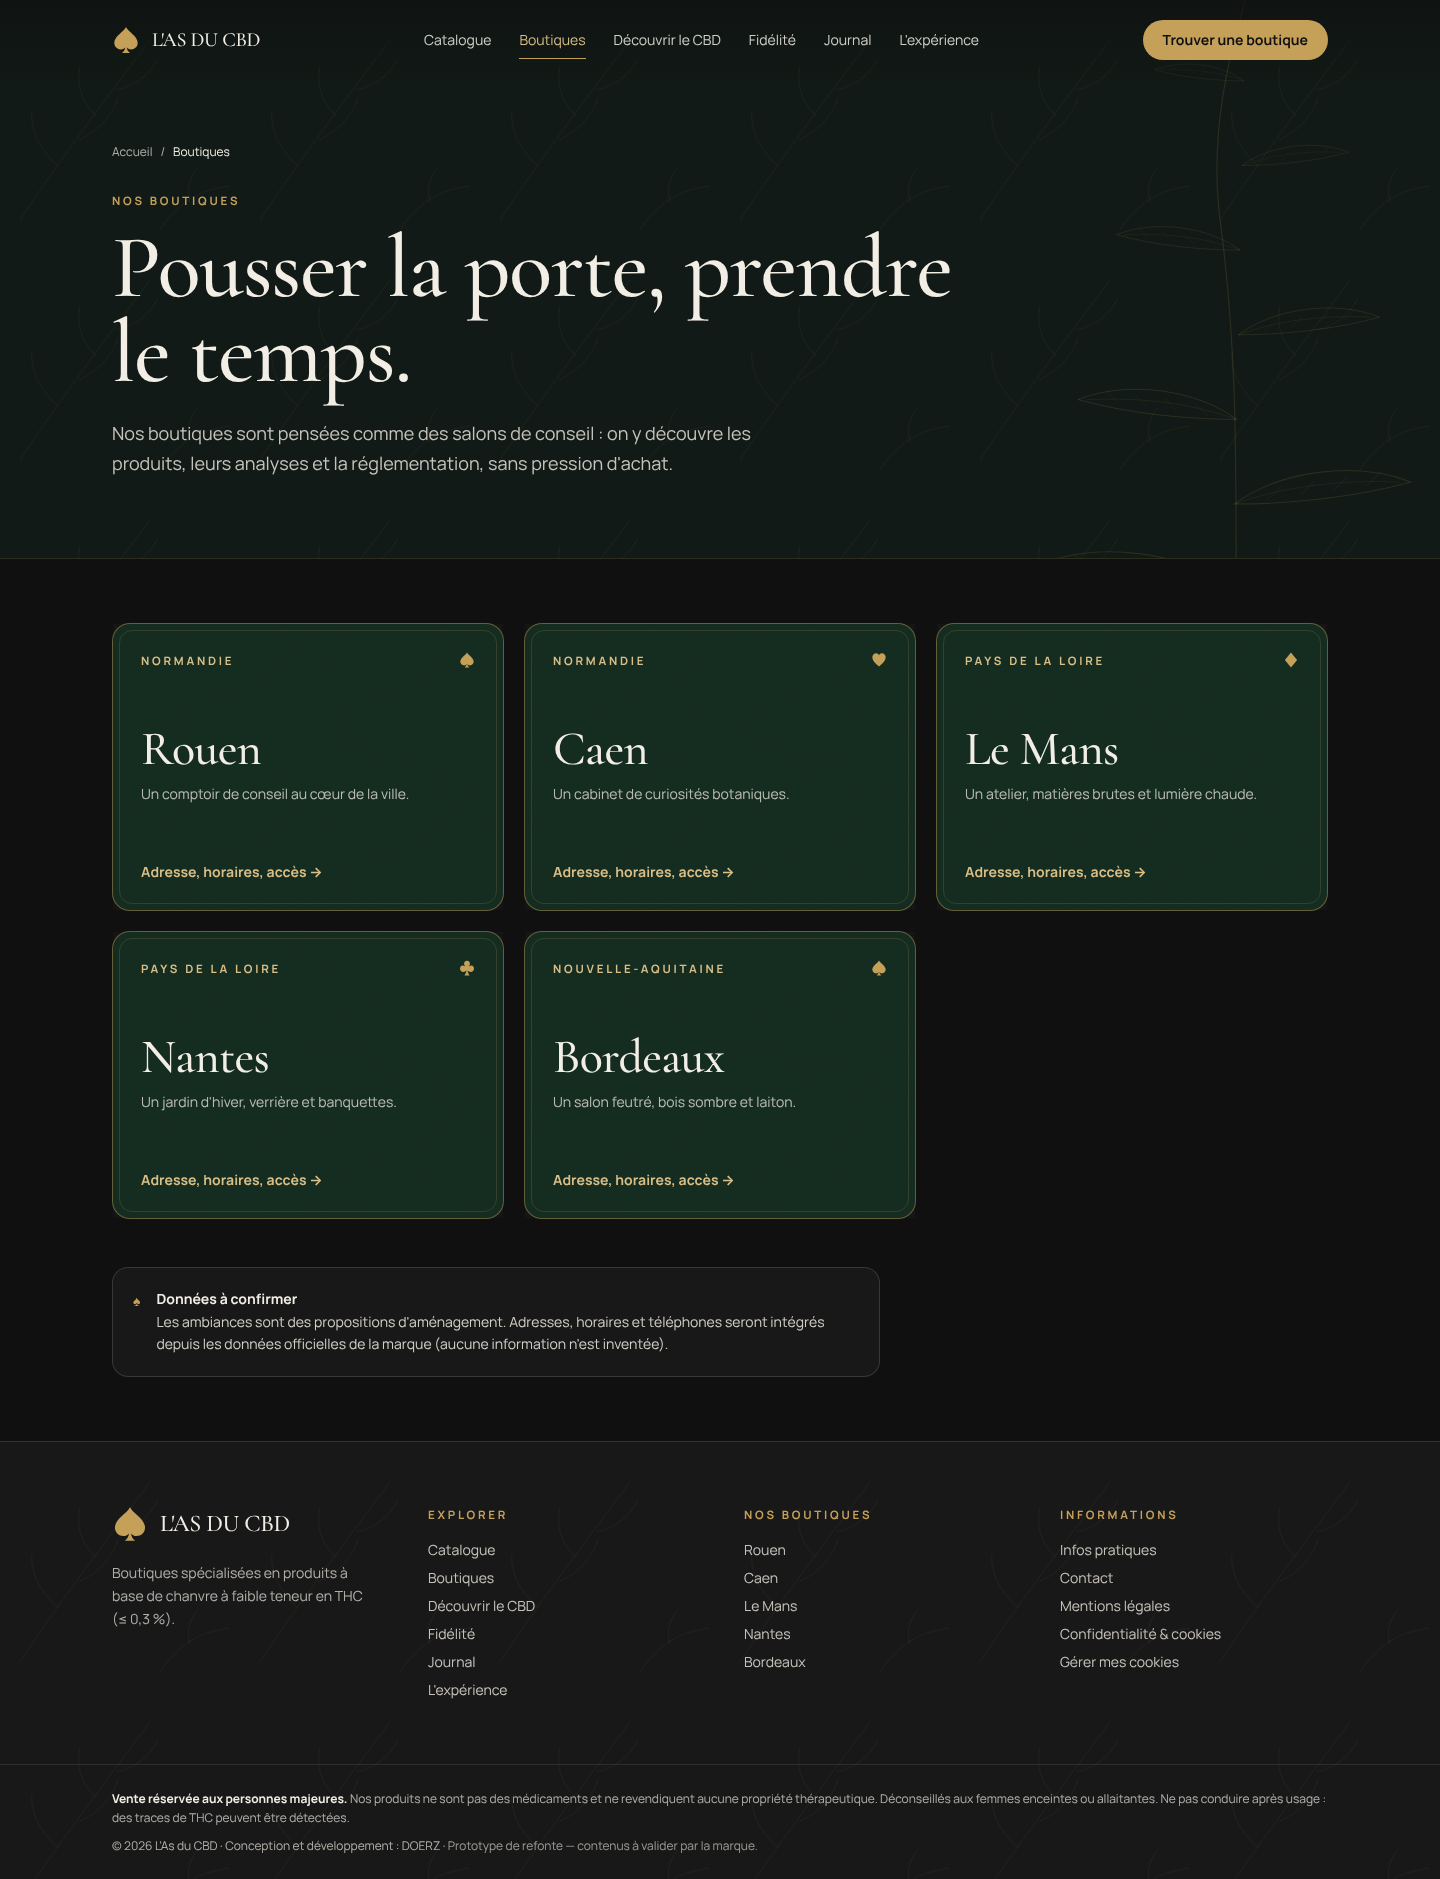 L'AS DU CBD
Catalogue
Boutiques
Découvrir le CBD
Fidélité
Journal
L'expérience
Trouver une boutique
Accueil / Boutiques
NOS BOUTIQUES
Pousser la porte, prendre
le temps.
Nos boutiques sont pensées comme des salons de conseil : on y découvre les
produits, leurs analyses et la réglementation, sans pression d'achat.
NORMANDIE
Rouen
Un comptoir de conseil au cœur de la ville.
Adresse, horaires, accès →
NORMANDIE
Caen
Un cabinet de curiosités botaniques.
Adresse, horaires, accès →
PAYS DE LA LOIRE
Le Mans
Un atelier, matières brutes et lumière chaude.
Adresse, horaires, accès →
PAYS DE LA LOIRE
Nantes
Un jardin d'hiver, verrière et banquettes.
Adresse, horaires, accès →
NOUVELLE-AQUITAINE
Bordeaux
Un salon feutré, bois sombre et laiton.
Adresse, horaires, accès →
Données à confirmer
Les ambiances sont des propositions d'aménagement. Adresses, horaires et téléphones seront intégrés
depuis les données officielles de la marque (aucune information n'est inventée).
L'AS DU CBD
Boutiques spécialisées en produits à
base de chanvre à faible teneur en THC
(≤ 0,3 %).
EXPLORER
Catalogue
Boutiques
Découvrir le CBD
Fidélité
Journal
L'expérience
NOS BOUTIQUES
Rouen
Caen
Le Mans
Nantes
Bordeaux
INFORMATIONS
Infos pratiques
Contact
Mentions légales
Confidentialité & cookies
Gérer mes cookies
Vente réservée aux personnes majeures. Nos produits ne sont pas des médicaments et ne revendiquent aucune propriété thérapeutique. Déconseillés aux femmes enceintes ou allaitantes. Ne pas conduire après usage :
des traces de THC peuvent être détectées.
© 2026 L'As du CBD · Conception et développement : DOERZ · Prototype de refonte — contenus à valider par la marque.